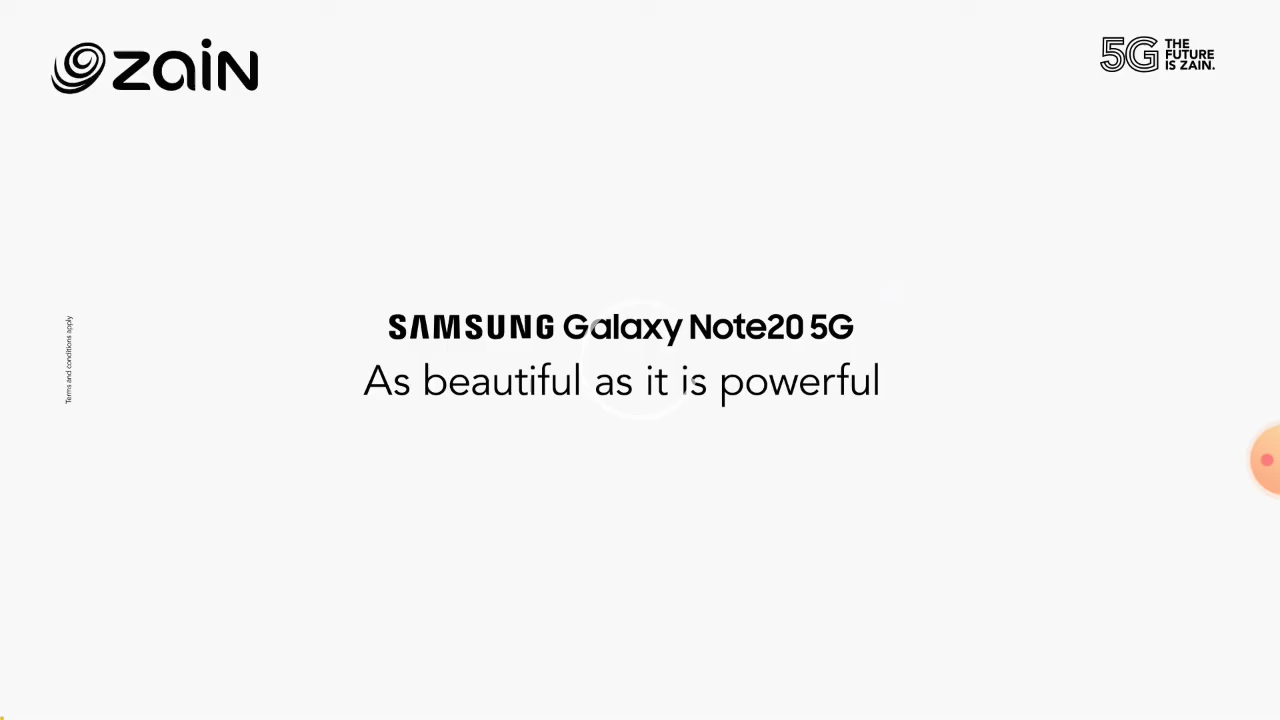 zain
5G THE
FUTURE
IS ZAIN.
SAMSUNG Galaxy Note20 5G
As beautiful as it is powerful
Terms and conditions apply